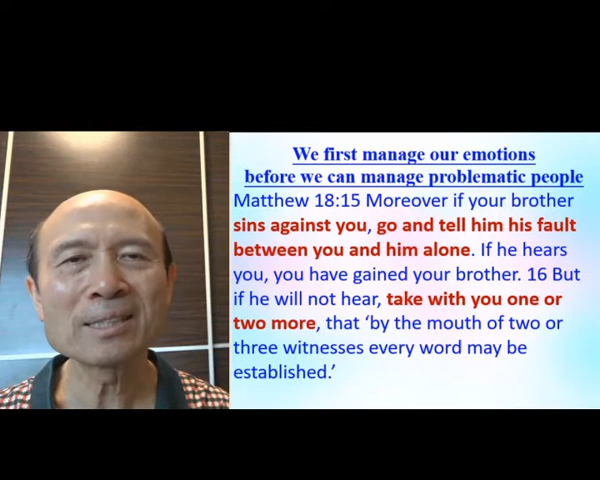 We first manage our emotions
before we can manage problematic people
Matthew 18:15 Moreover if your brother
sins against you, go and tell him his fault
between you and him alone. If he hears
you, you have gained your brother. 16 But
if he will not hear, take with you one or
two more, that ‘by the mouth of two or
three witnesses every word may be
established.’